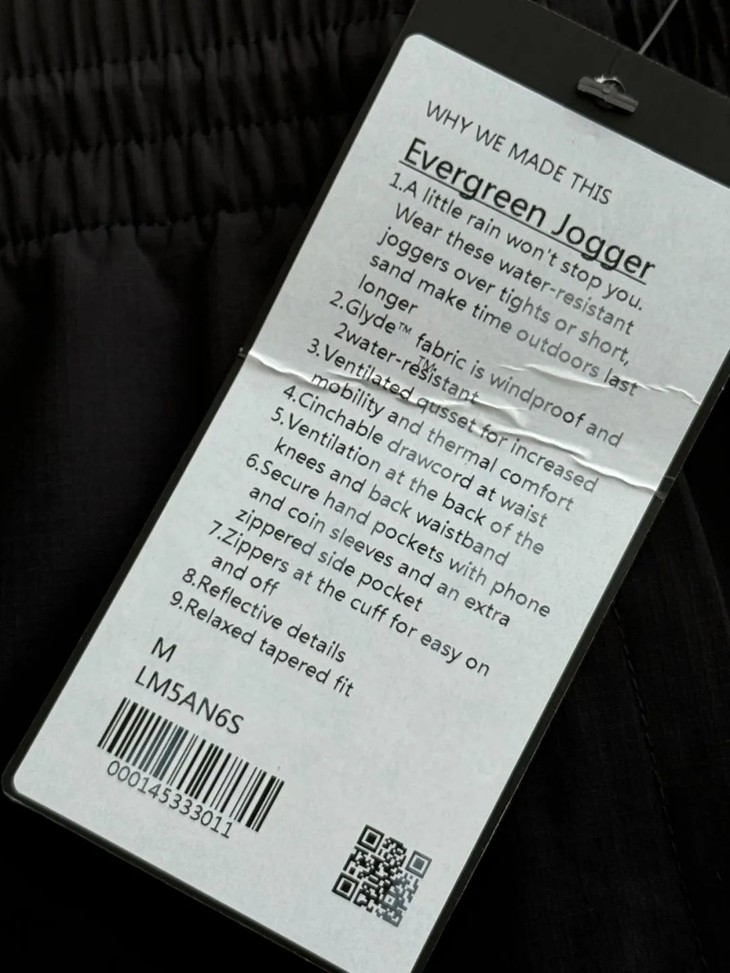 WHY WE MADE THIS
Evergreen Jogger
1.A little rain won't stop you.
Wear these water-resistant
joggers over tights or short,
sand make time outdoors last
longer
2.Glyde™ fabric is windproof and
2water-resistant
TM
3.Ventilated gusset for increased
mobility and thermal comfort
4.Cinchable drawcord at waist
5.Ventilation at the back of the
knees and back waistband
6.Secure hand pockets with phone
and coin sleeves and an extra
zippered side pocket
7.Zippers at the cuff for easy on
and off
8.Reflective details
9.Relaxed tapered fit
M
LM5AN6S
000145333011